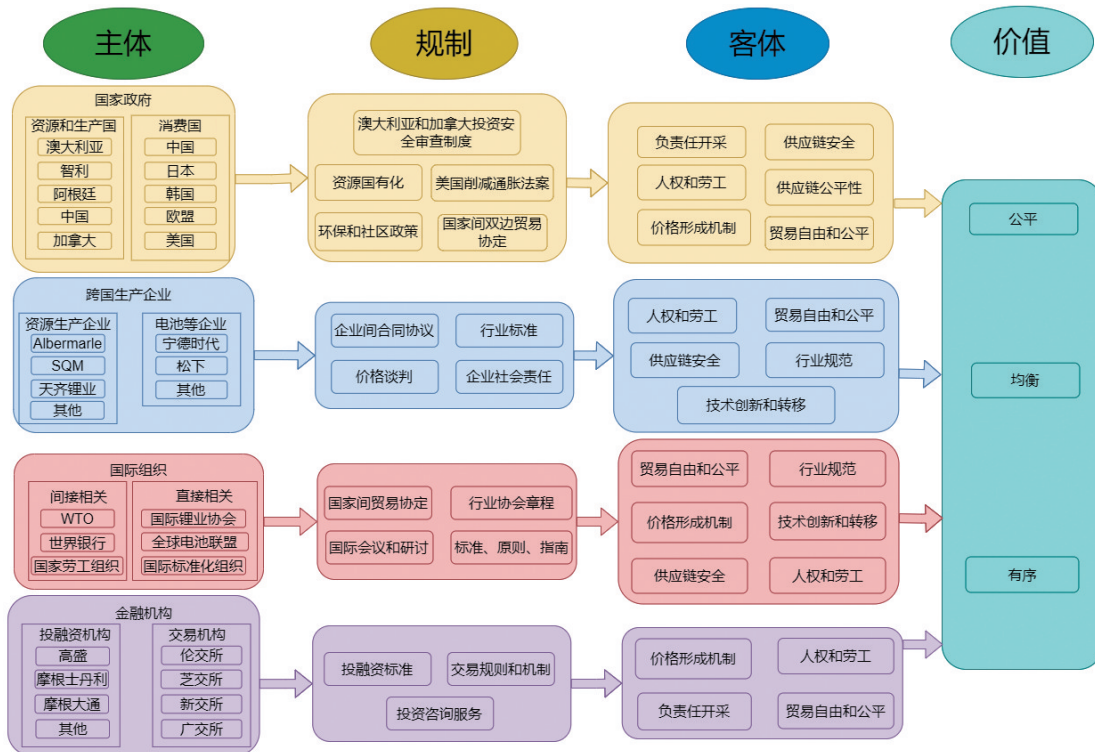 主体
规制
客体
价值
国家政府
资源和生产国
澳大利亚
智利
阿根廷
中国
加拿大
消费国
中国
日本
韩国
欧盟
美国
澳大利亚和加拿大投资安
全审查制度
资源国有化
美国削减通胀法案
环保和社区政策
国家间双边贸易
协定
负责任开采
供应链安全
人权和劳工
供应链公平性
价格形成机制
贸易自由和公平
跨国生产企业
资源生产企业
Albermarle
SQM
天齐锂业
其他
电池等企业
宁德时代
松下
其他
企业间合同协议
行业标准
价格谈判
企业社会责任
人权和劳工
贸易自由和公平
供应链安全
行业规范
技术创新和转移
国际组织
间接相关
WTO
世界银行
国家劳工组织
直接相关
国际锂业协会
全球电池联盟
国际标准化组织
国家间贸易协定
行业协会章程
国际会议和研讨
标准、原则、指南
贸易自由和公平
行业规范
价格形成机制
技术创新和转移
供应链安全
人权和劳工
金融机构
投融资机构
高盛
摩根士丹利
摩根大通
其他
交易机构
伦交所
芝交所
新交所
广交所
投融资标准
交易规则和机制
投资咨询服务
价格形成机制
人权和劳工
负责任开采
贸易自由和公平
公平
均衡
有序